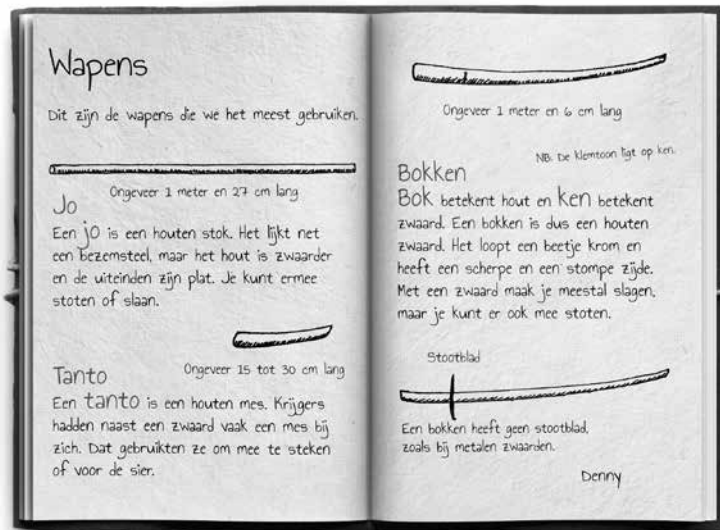 Wapens
Dit zijn de wapens die we het meest gebruiken.
Ongeveer 1 meter en 27 cm lang
Jo
Een jo is een houten stok. Het lijkt net
een bezemsteel, maar het hout is zwaarder
en de uiteinden zijn plat. Je kunt ermee
stoten of slaan.
Ongeveer 15 tot 30 cm lang
Tanto
Een tanto is een houten mes. Krijgers
hadden naast een zwaard vaak een mes bij
zich. Dat gebruikten ze om mee te steken
of voor de sier.
Ongeveer 1 meter en 6 cm lang
NB. De klemtoon ligt op ken.
Bokken
Bok betekent hout en ken betekent
zwaard. Een bokken is dus een houten
zwaard. Het loopt een beetje krom en
heeft een scherpe en een stompe zijde.
Met een zwaard maak je meestal slagen,
maar je kunt er ook mee stoten.
Stootblad
Een bokken heeft geen stootblad,
zoals bij metalen zwaarden.
Denny